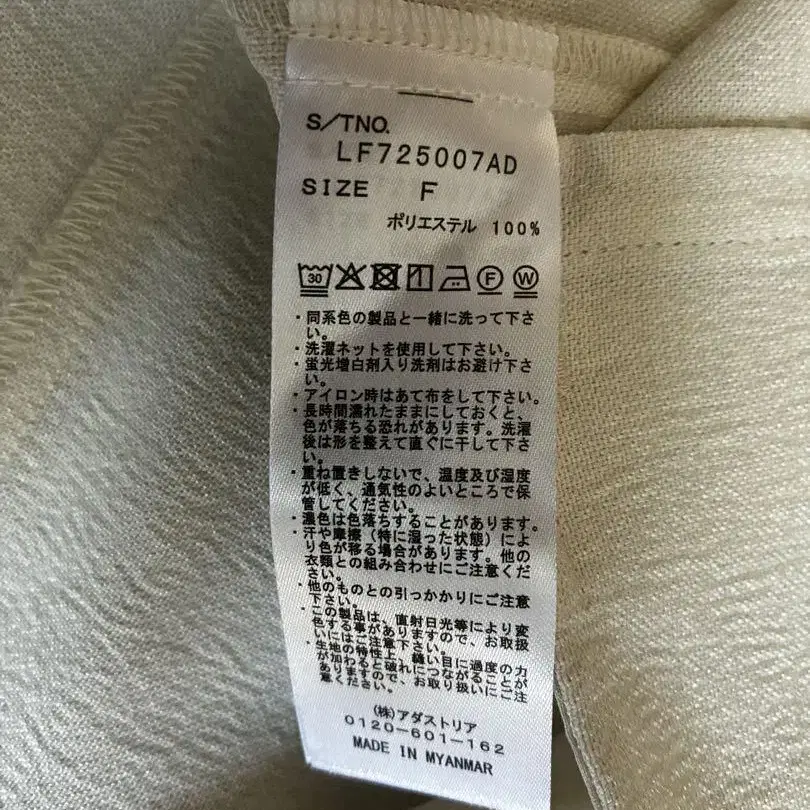 S/TNO.
LF725007AD
SIZE F
ポリエステル 100%
30 F W
・同系色の製品と一緒に洗って下さ
い。
・洗濯ネットを使用して下さい。
・蛍光増白剤入り洗剤はお避け下さ
い。
・アイロン時はあて布をして下さい。
・長時間濡れたままにしておくと、
色が落ちる恐れがあります。洗濯
後は形を整えて直ぐに干して下さ
い。
・重ね置きしないで、温度及び湿度
が低く、通気性のよいところで保
管してください。
・濃色は色落ちすることがあります。
・汗や摩擦（特に湿った状態）によ
り色が移る場合があります。他の
衣類との組み合わせにご注意くだ
さい。
・他のものとの引っかかりにご注意
下さい。
・この製品は、直射日光等により変
色する事がありますので、お取扱
いにはご注意下さい。
・生地の特性上、縫い目に過度の力
が加わると破れにつながることが
ありますので、お取り扱いにご注
意ください。
(株)アダストリア
0120-601-162
MADE IN MYANMAR